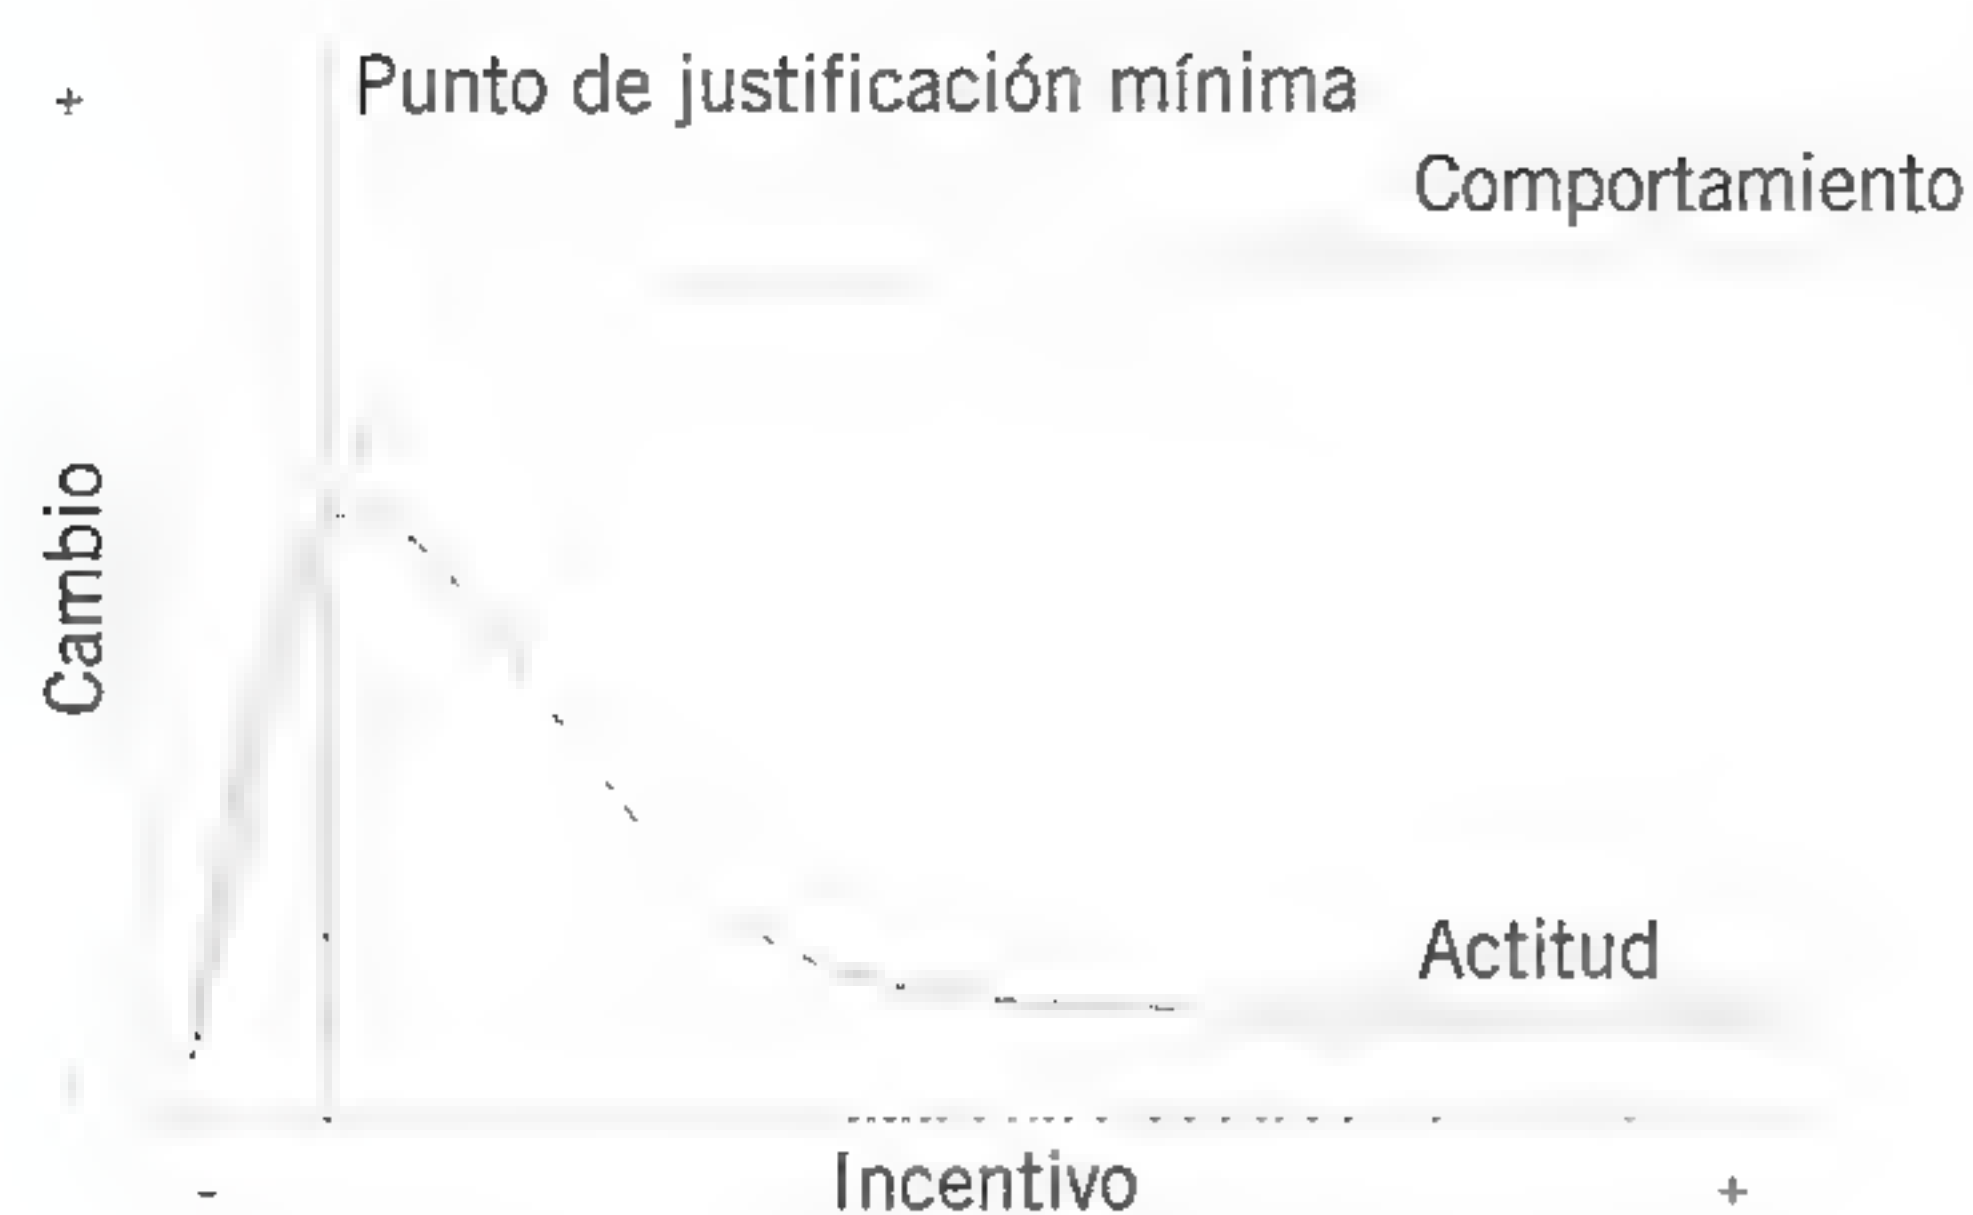 +
Punto de justificación mínima
Comportamiento
Cambio
Actitud
-
Incentivo
-
+